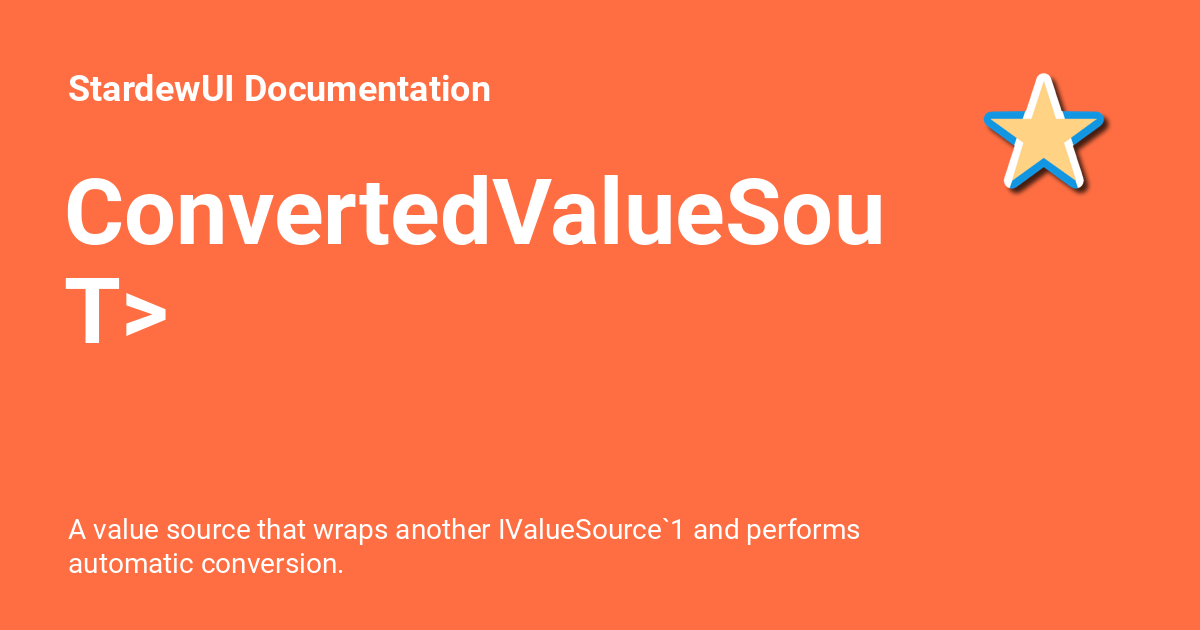 StardewUI Documentation
ConvertedValueSou
T>
A value source that wraps another IValueSource`1 and performs
automatic conversion.